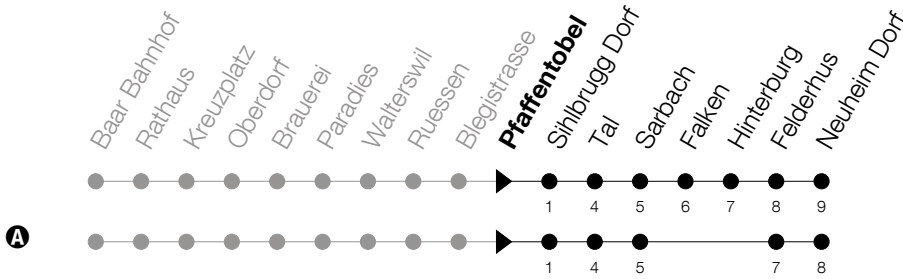 Baar Bahnhof
Rathaus
Kreuzplatz
Oberdorf
Brauerei
Paradies
Walterswil
Ruessen
Blegistrasse
Pfaffentobel
Sihlbrugg Dorf
Tal
Sarbach
Falken
Hinterburg
Felderhus
Neuheim Dorf
1 4 5 6 7 8 9
A
1 4 5 7 8